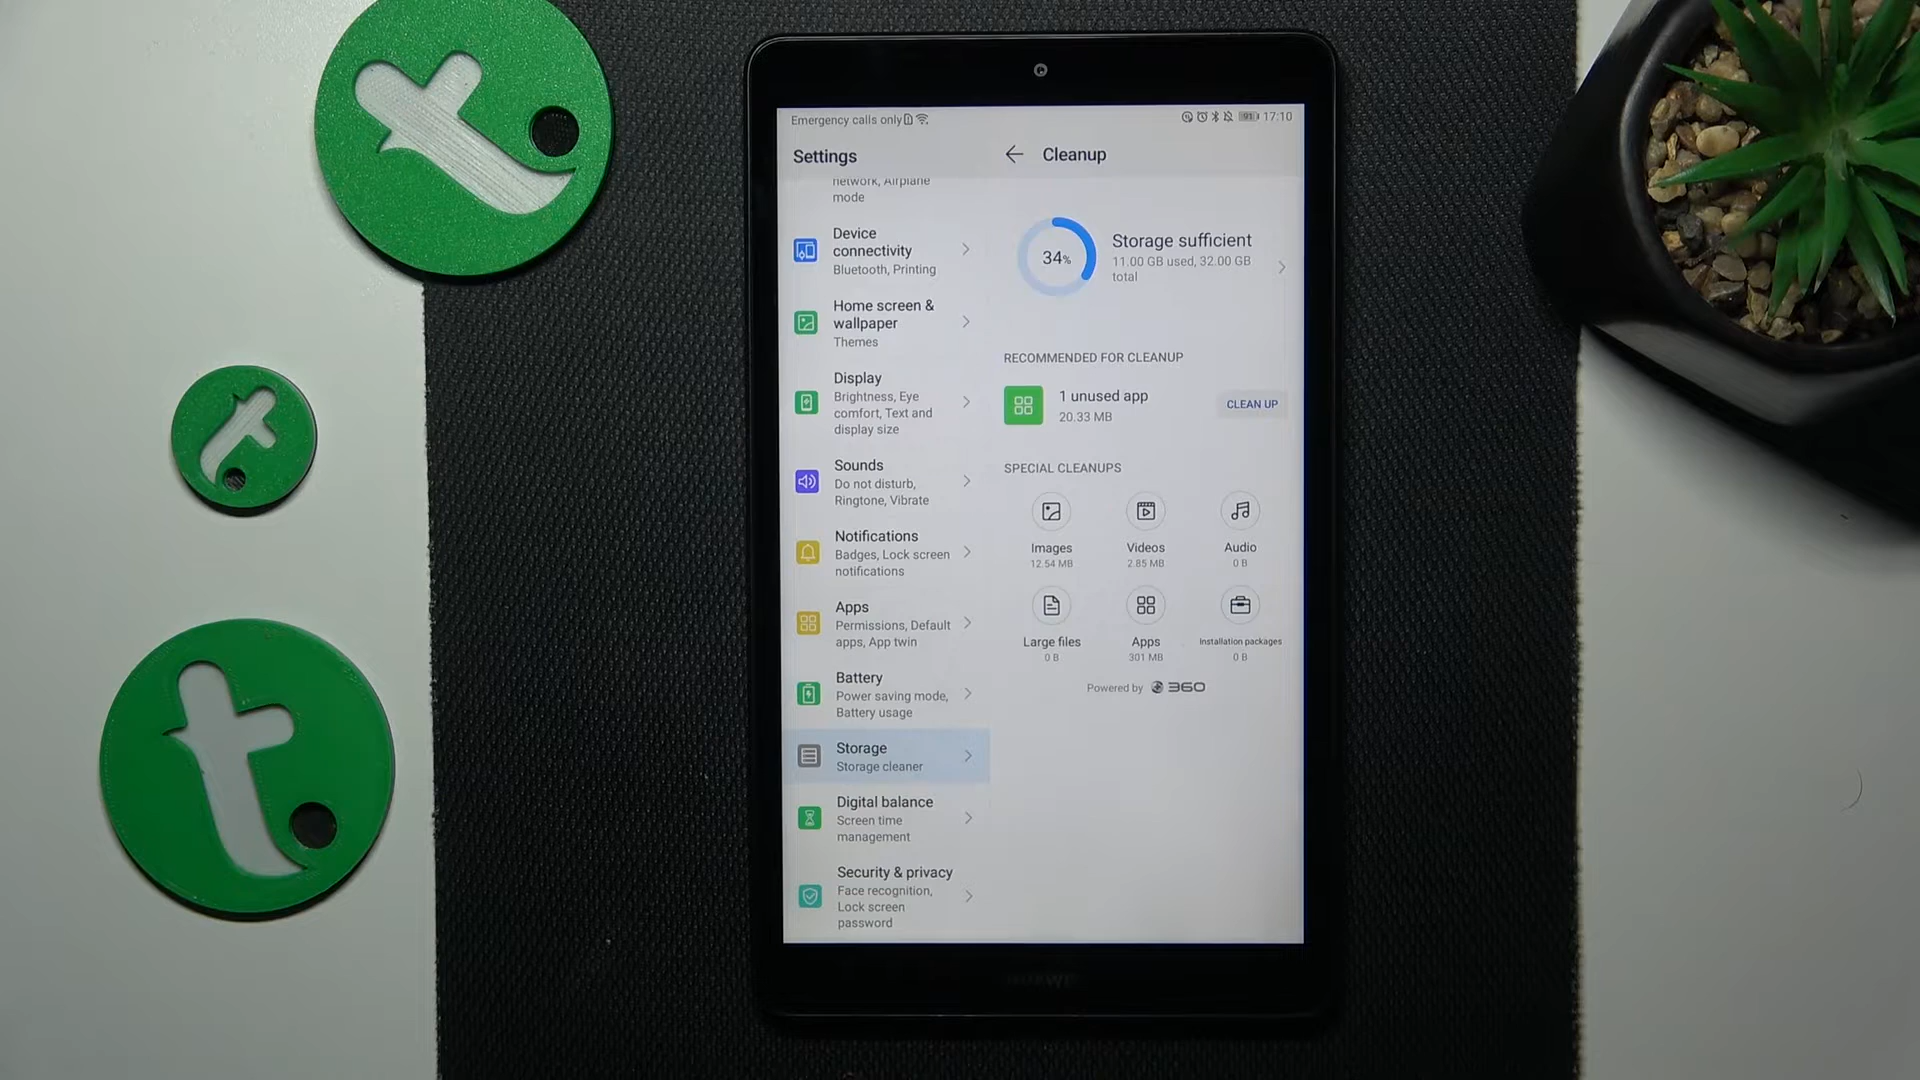 Emergency calls only
91 17:10
Settings
Cleanup
network, Airplane
mode
Device
connectivity
Bluetooth, Printing
Home screen &
wallpaper
Themes
Display
Brightness, Eye
comfort, Text and
display size
Sounds
Do not disturb,
Ringtone, Vibrate
Notifications
Badges, Lock screen
notifications
Apps
Permissions, Default
apps, App twin
Battery
Power saving mode,
Battery usage
Storage
Storage cleaner
Digital balance
Screen time
management
Security & privacy
Face recognition,
Lock screen
password
34%
Storage sufficient
11.00 GB used, 32.00 GB
total
RECOMMENDED FOR CLEANUP
1 unused app
20.33 MB
CLEAN UP
SPECIAL CLEANUPS
Images
12.54 MB
Videos
2.85 MB
Audio
0 B
Large files
0 B
Apps
301 MB
Installation packages
0 B
Powered by 360
HUAWEI